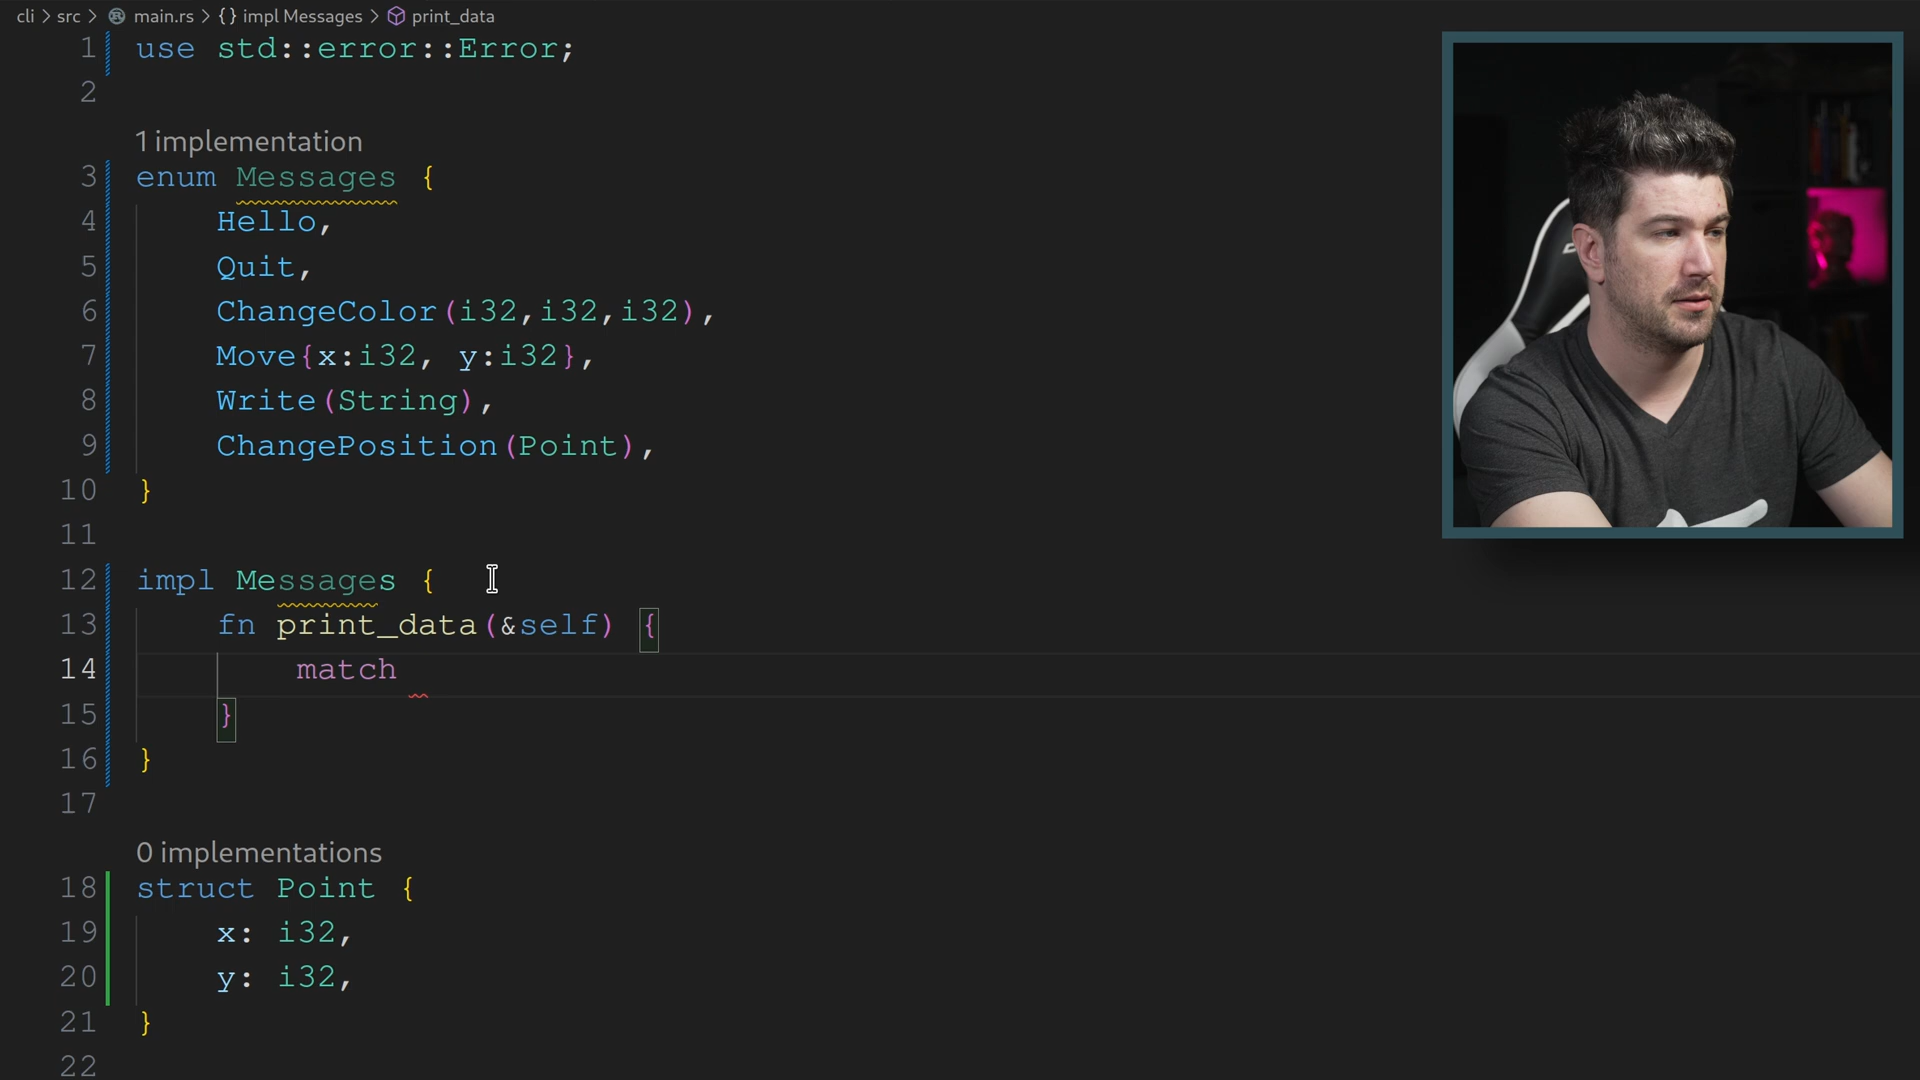 cli > src > main.rs > {} impl Messages > print_data
1 use std::error::Error;
2
1 implementation
3 enum Messages {
4 Hello,
5 Quit,
6 ChangeColor(i32,i32,i32),
7 Move{x:i32, y:i32},
8 Write(String),
9 ChangePosition(Point),
10 }
11
12 impl Messages {
13 fn print_data(&self) {
14 match
15 }
16 }
17
0 implementations
18 struct Point {
19 x: i32,
20 y: i32,
21 }
22